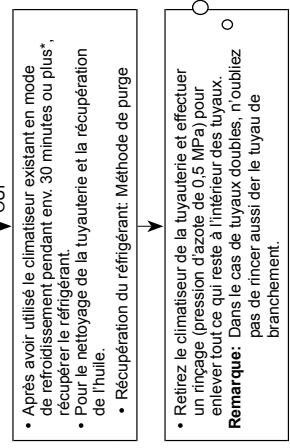 OUI
• Après avoir utilisé le climatiseur existant en mode
de refroidissement pendant env. 30 minutes ou plus*,
récupérer le réfrigérant.
• Pour le nettoyage de la tuyauterie et la récupération
de l'huile.
• Récupération du réfrigérant: Méthode de purge
• Retirez le climatiseur de la tuyauterie et effectuer
un rinçage (pression d'azote de 0,5 MPa) pour
enlever tout ce qui reste à l'intérieur des tuyaux.
Remarque: Dans le cas de tuyaux doubles, n'oubliez
pas de rincer aussi der le tuyau de
branchement.